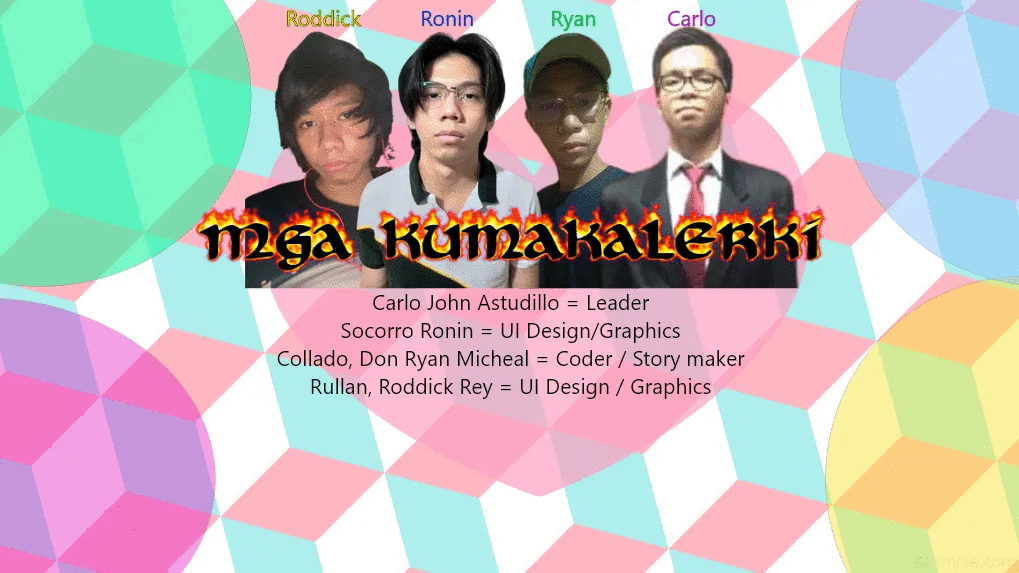 Roddick Ronin Ryan Carlo
MGA KUMAKALERKI
Carlo John Astudillo = Leader
Socorro Ronin = UI Design/Graphics
Collado, Don Ryan Micheal = Coder / Story maker
Rullan, Roddick Rey = UI Design / Graphics